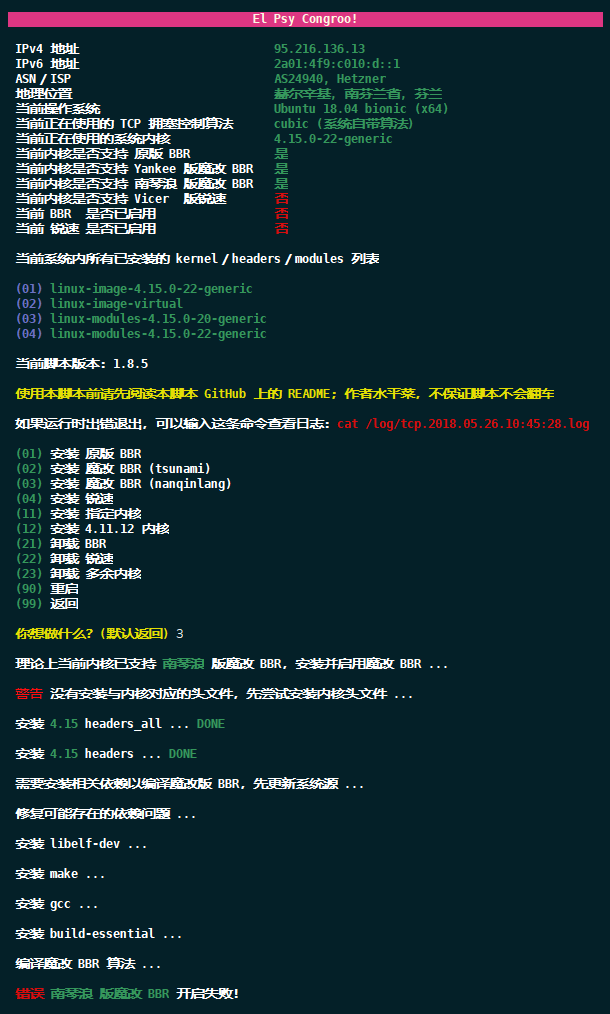 El Psy Congroo!
IPv4 地址 95.216.136.13
IPv6 地址 2a01:4f9:c010:d::1
ASN / ISP AS24940, Hetzner
地理位置 赫尔辛基, 南芬兰省, 芬兰
当前操作系统 Ubuntu 18.04 bionic (x64)
当前正在使用的 TCP 拥塞控制算法 cubic (系统自带算法)
当前正在使用的系统内核 4.15.0-22-generic
当前内核是否支持 原版 BBR 是
当前内核是否支持 Yankee 版魔改 BBR 是
当前内核是否支持 南琴浪 版魔改 BBR 是
当前内核是否支持 Vicer 版锐速 否
当前 BBR 是否已启用 否
当前 锐速 是否已启用 否
当前系统内所有已安装的 kernel / headers / modules 列表
(01) linux-image-4.15.0-22-generic
(02) linux-image-virtual
(03) linux-modules-4.15.0-20-generic
(04) linux-modules-4.15.0-22-generic
当前脚本版本：1.8.5
使用本脚本前请先阅读本脚本 GitHub 上的 README; 作者水平菜，不保证脚本不会翻车
如果运行时出错退出，可以输入这条命令查看日志：cat /log/tcp.2018.05.26.10:45:28.log
(01) 安装 原版 BBR
(02) 安装 魔改 BBR (tsunami)
(03) 安装 魔改 BBR (nanqinlang)
(04) 安装 锐速
(11) 安装 指定内核
(12) 安装 4.11.12 内核
(21) 卸载 BBR
(22) 卸载 锐速
(23) 卸载 多余内核
(90) 重启
(99) 返回
你想做什么？(默认返回) 3
理论上当前内核已支持 南琴浪 版魔改 BBR，安装并启用魔改 BBR ...
警告 没有安装与内核对应的头文件，先尝试安装内核头文件 ...
安装 4.15 headers_all ... DONE
安装 4.15 headers ... DONE
需要安装相关依赖以编译魔改版 BBR，先更新系统源 ...
修复可能存在的依赖问题 ...
安装 libelf-dev ...
安装 make ...
安装 gcc ...
安装 build-essential ...
编译魔改 BBR 算法 ...
错误 南琴浪 版魔改 BBR 开启失败！